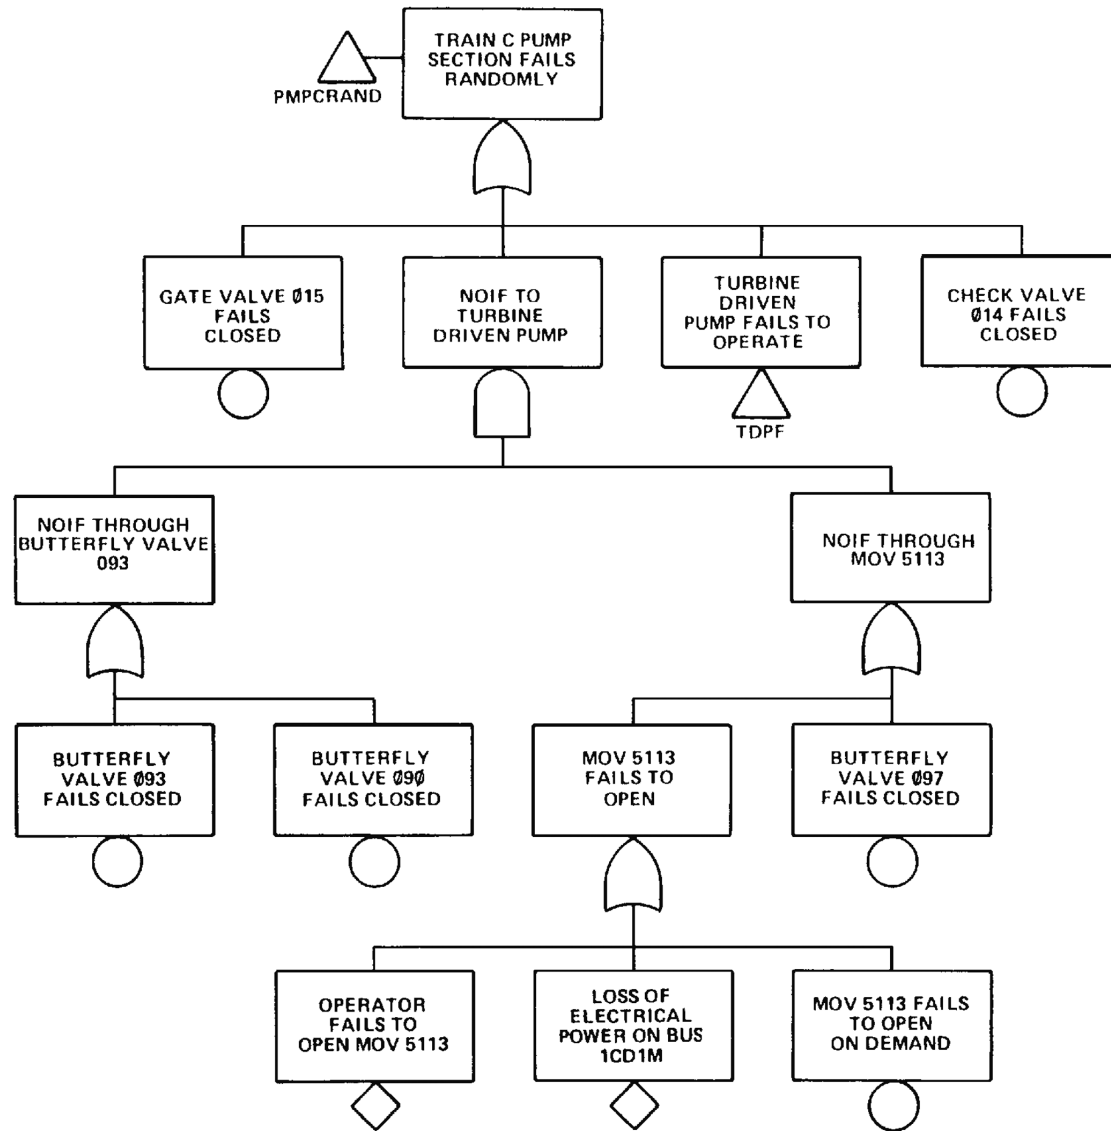 TRAIN C PUMP
SECTION FAILS
RANDOMLY
PMPCRAND
GATE VALVE Ø15
FAILS
CLOSED
NOIF TO
TURBINE
DRIVEN PUMP
TURBINE
DRIVEN
PUMP FAILS TO
OPERATE
CHECK VALVE
Ø14 FAILS
CLOSED
TDPF
NOIF THROUGH
BUTTERFLY VALVE
093
NOIF THROUGH
MOV 5113
BUTTERFLY
VALVE Ø93
FAILS CLOSED
BUTTERFLY
VALVE Ø9Ø
FAILS CLOSED
MOV 5113
FAILS TO
OPEN
BUTTERFLY
VALVE Ø97
FAILS CLOSED
OPERATOR
FAILS TO
OPEN MOV 5113
LOSS OF
ELECTRICAL
POWER ON BUS
1CD1M
MOV 5113 FAILS
TO OPEN
ON DEMAND